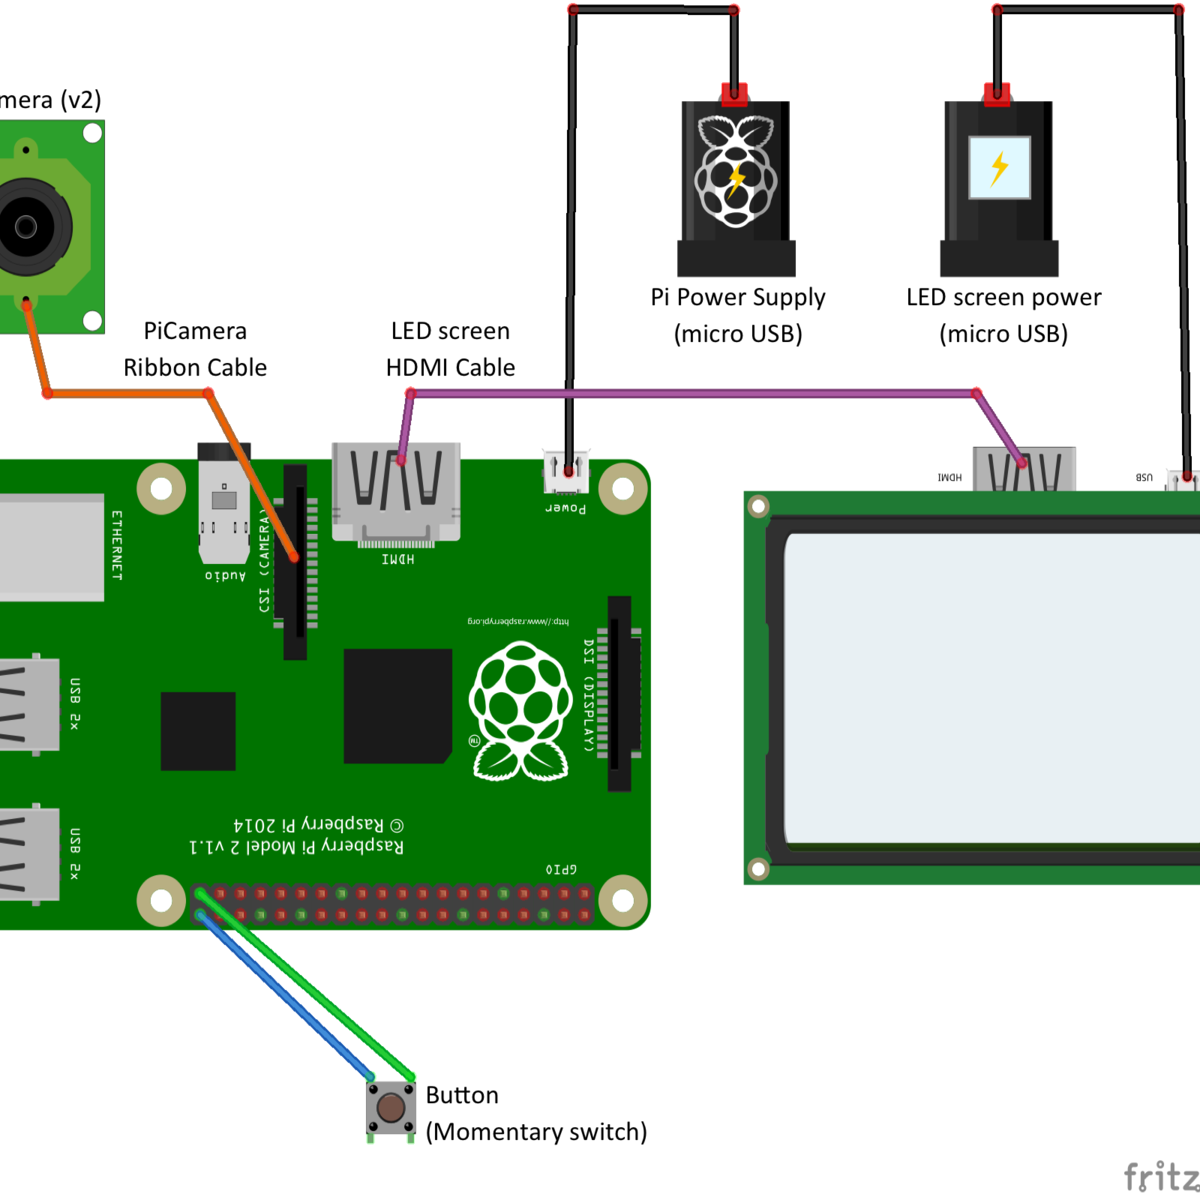 mera (v2)
Pi Power Supply
(micro USB)
LED screen power
(micro USB)
PiCamera
Ribbon Cable
LED screen
HDMI Cable
ETHERNET
Audio
CSI (CAMERA)
HDMI
Power
HDMI
USB
http://www.raspberrypi.org
DSI (DISPLAY)
USB 2x
TM
USB 2x
Raspberry Pi Model 2 v1.1
© Raspberry Pi 2014
GPIO
Button
(Momentary switch)
fritz